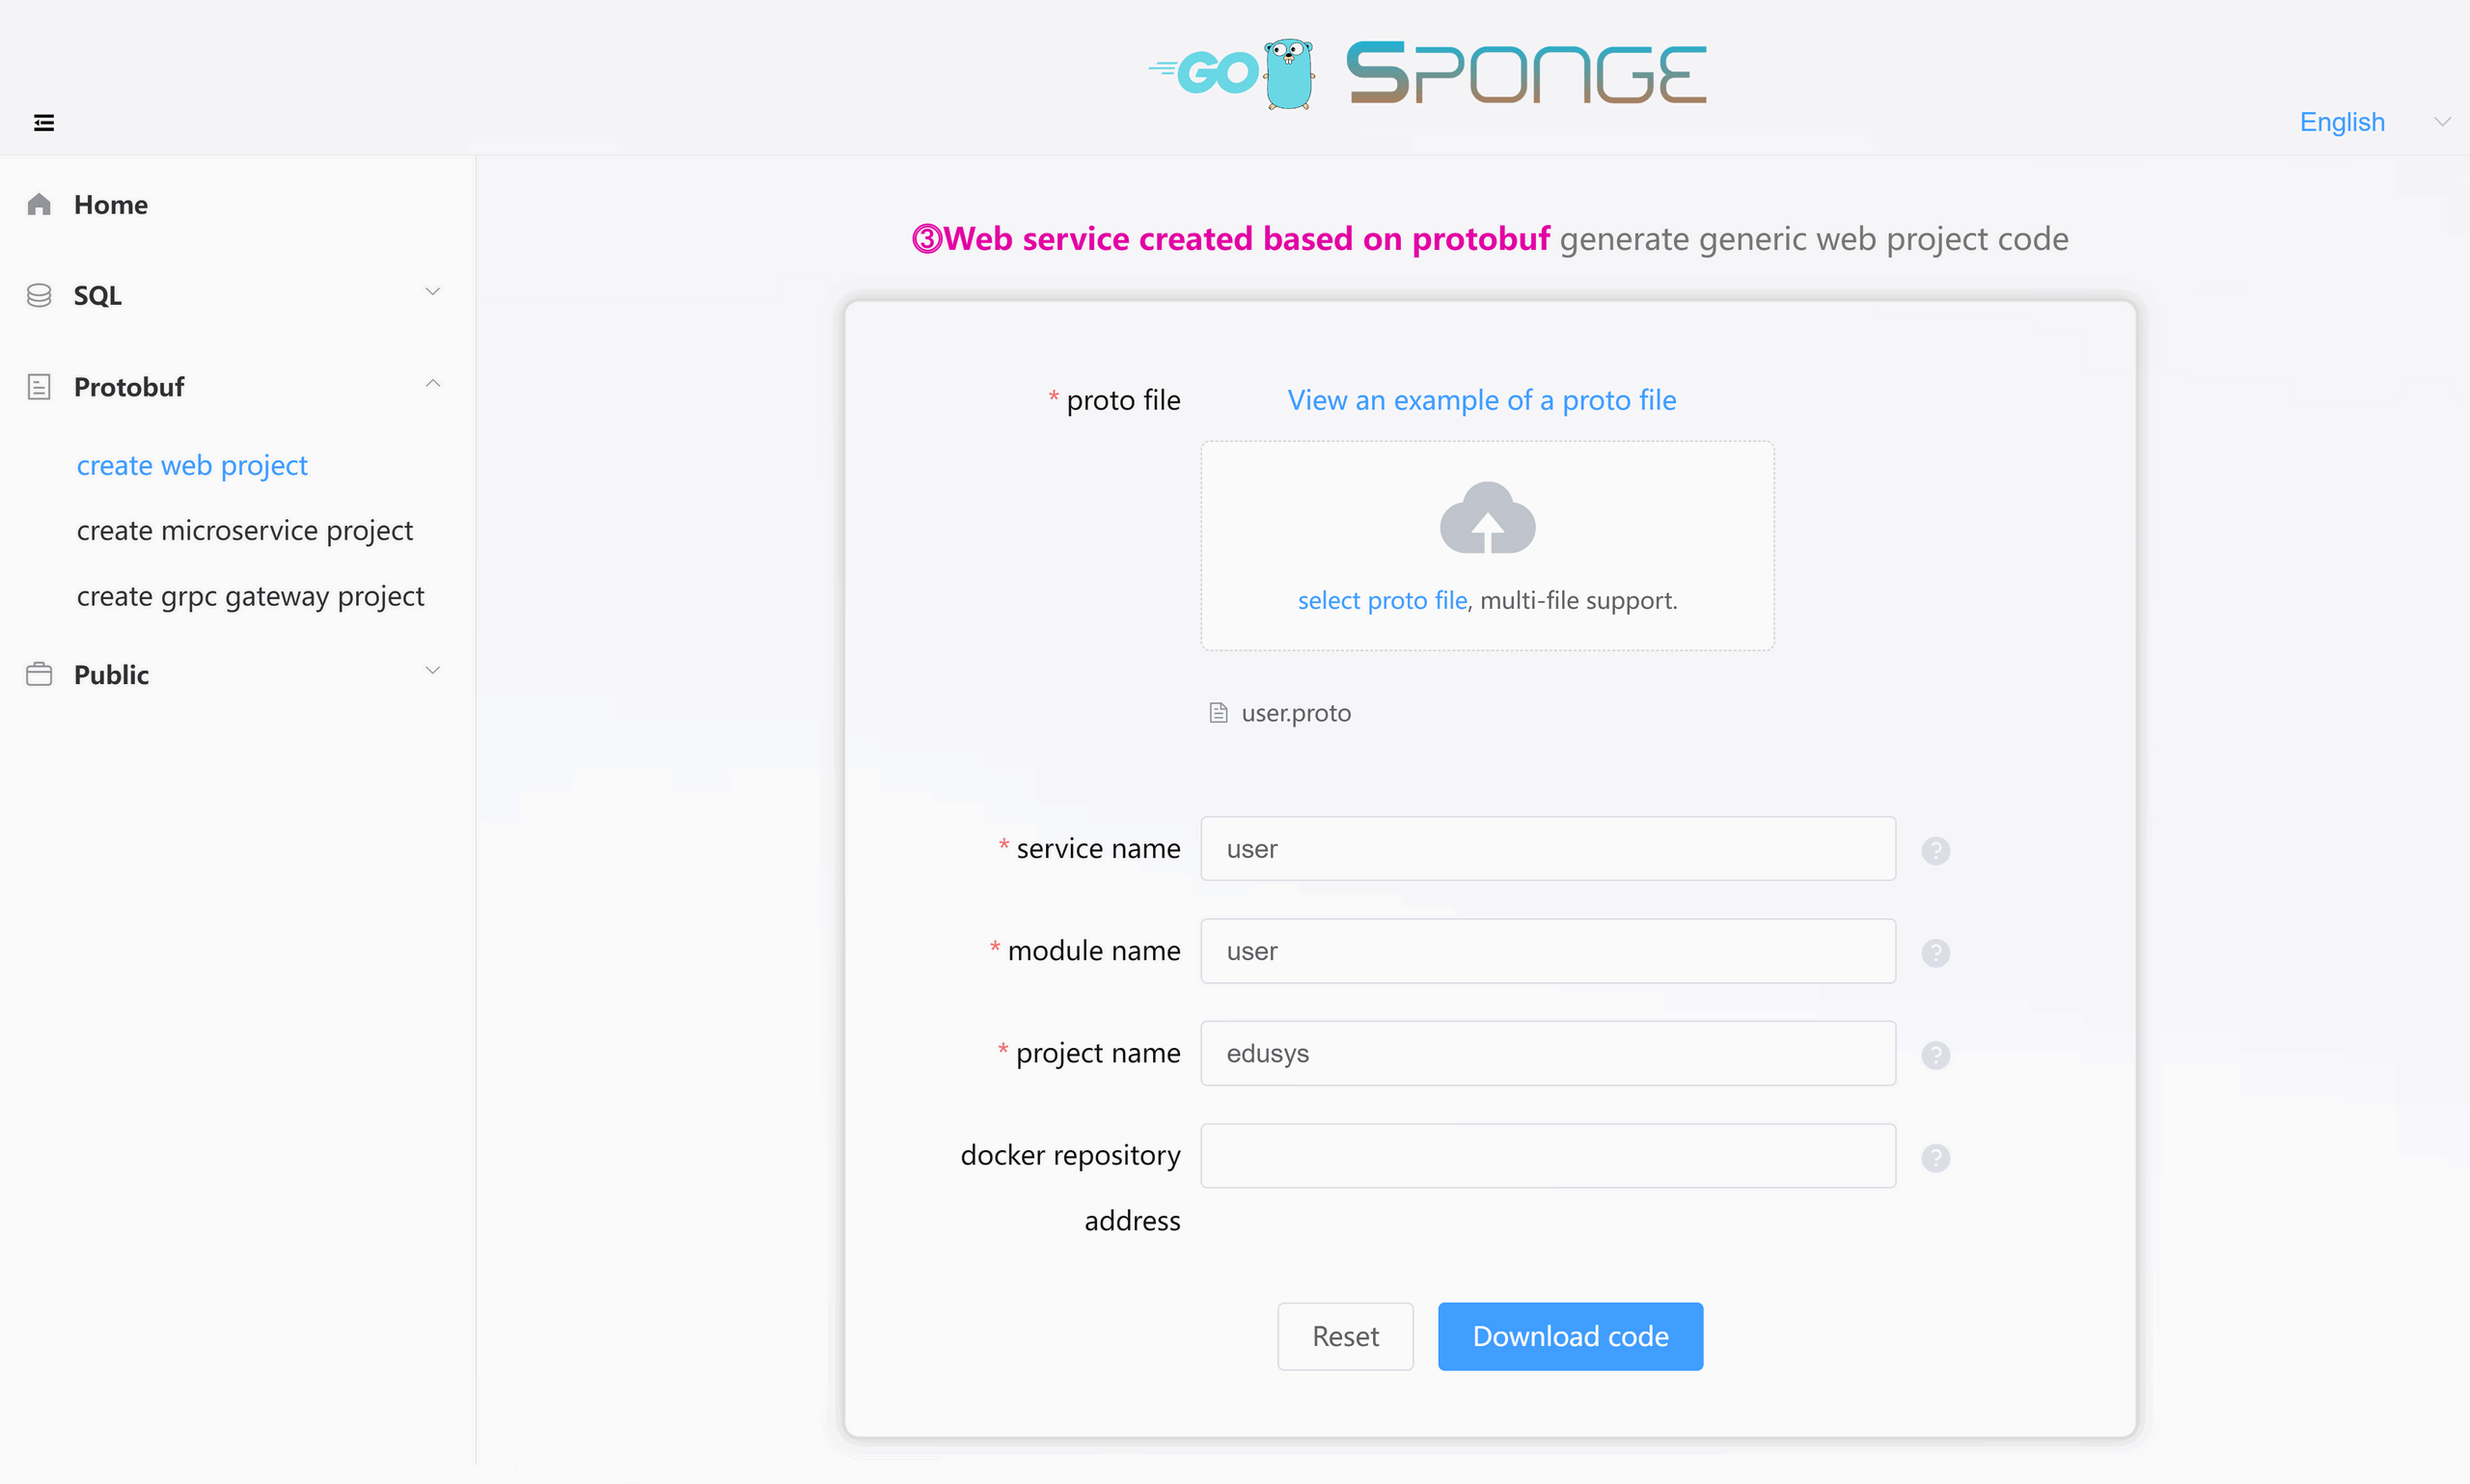 GO SPONGE
English
Home
SQL
Protobuf
create web project
create microservice project
create grpc gateway project
Public
③Web service created based on protobuf generate generic web project code
* proto file
View an example of a proto file
select proto file, multi-file support.
user.proto
* service name
user
?
* module name
user
?
* project name
edusys
?
docker repository
address
?
Reset
Download code